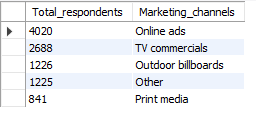 Total_respondents Marketing_channels
4020 Online ads
2688 TV commercials
1226 Outdoor billboards
1225 Other
841 Print media